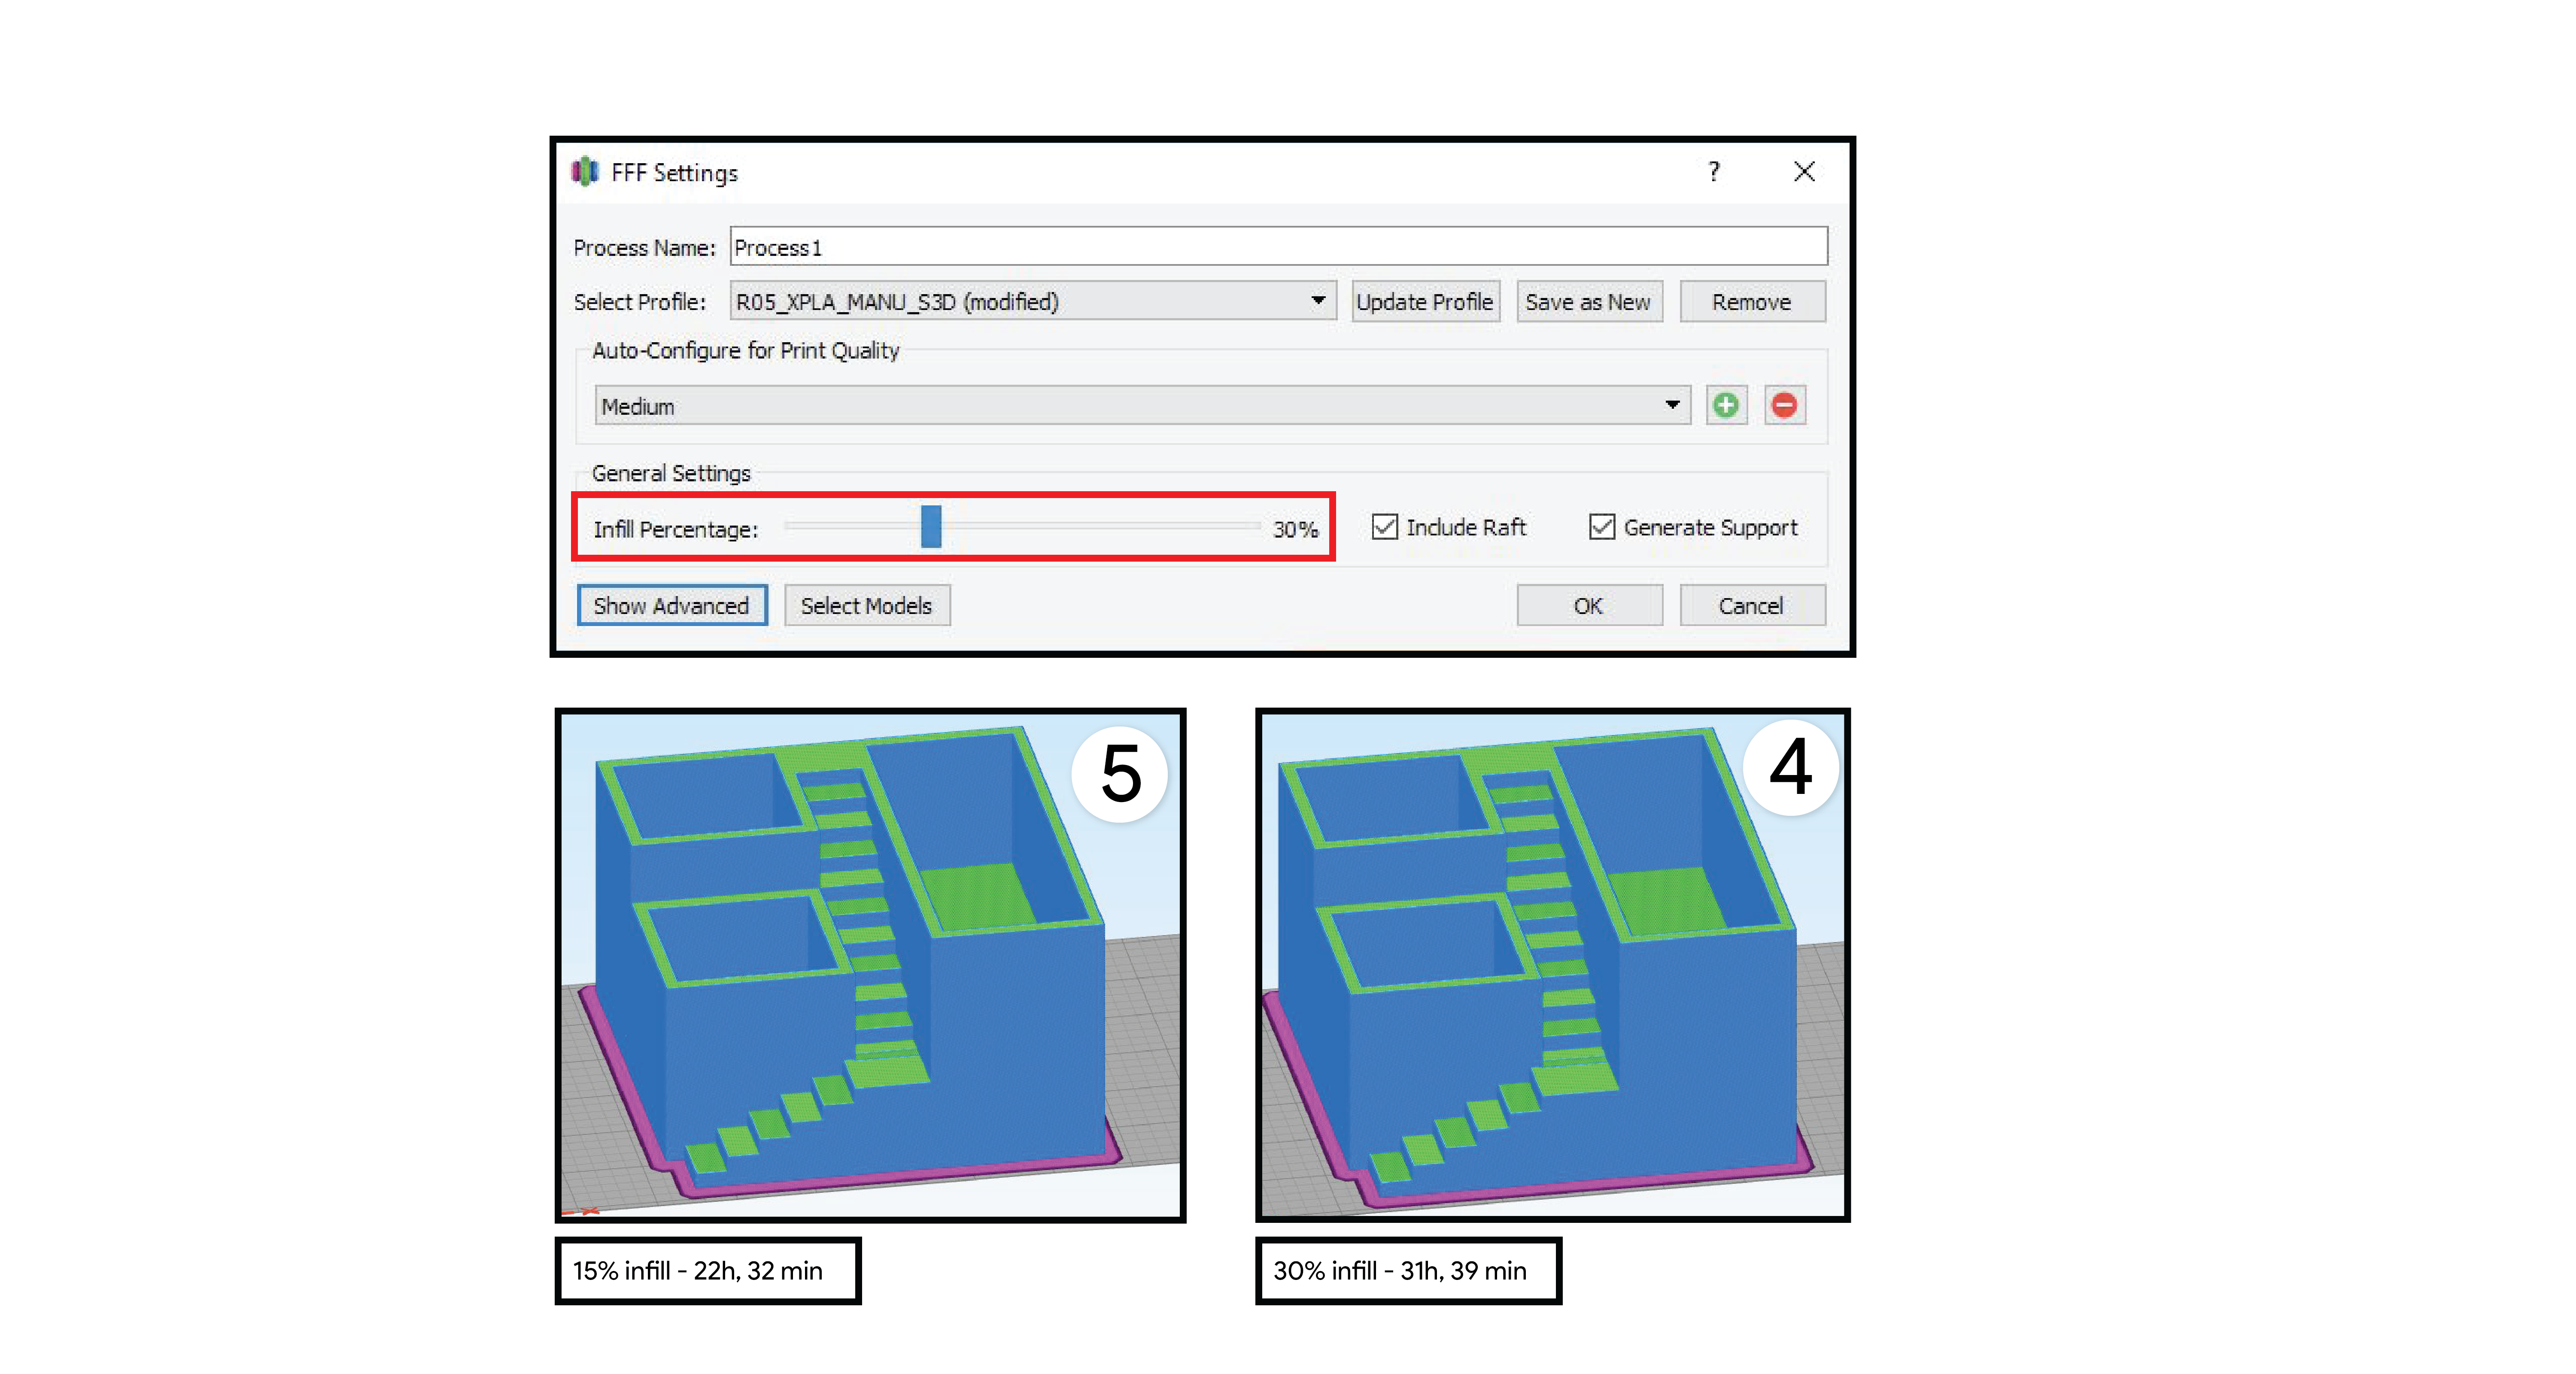 FFF Settings ?
Process Name: Process1
Select Profile: R05_XPLA_MANU_S3D (modified) Update Profile Save as New Remove
Auto-Configure for Print Quality
Medium
General Settings
Infill Percentage: 30% Include Raft Generate Support
Show Advanced Select Models OK Cancel
5
4
15% infill - 22h, 32 min
30% infill - 31h, 39 min